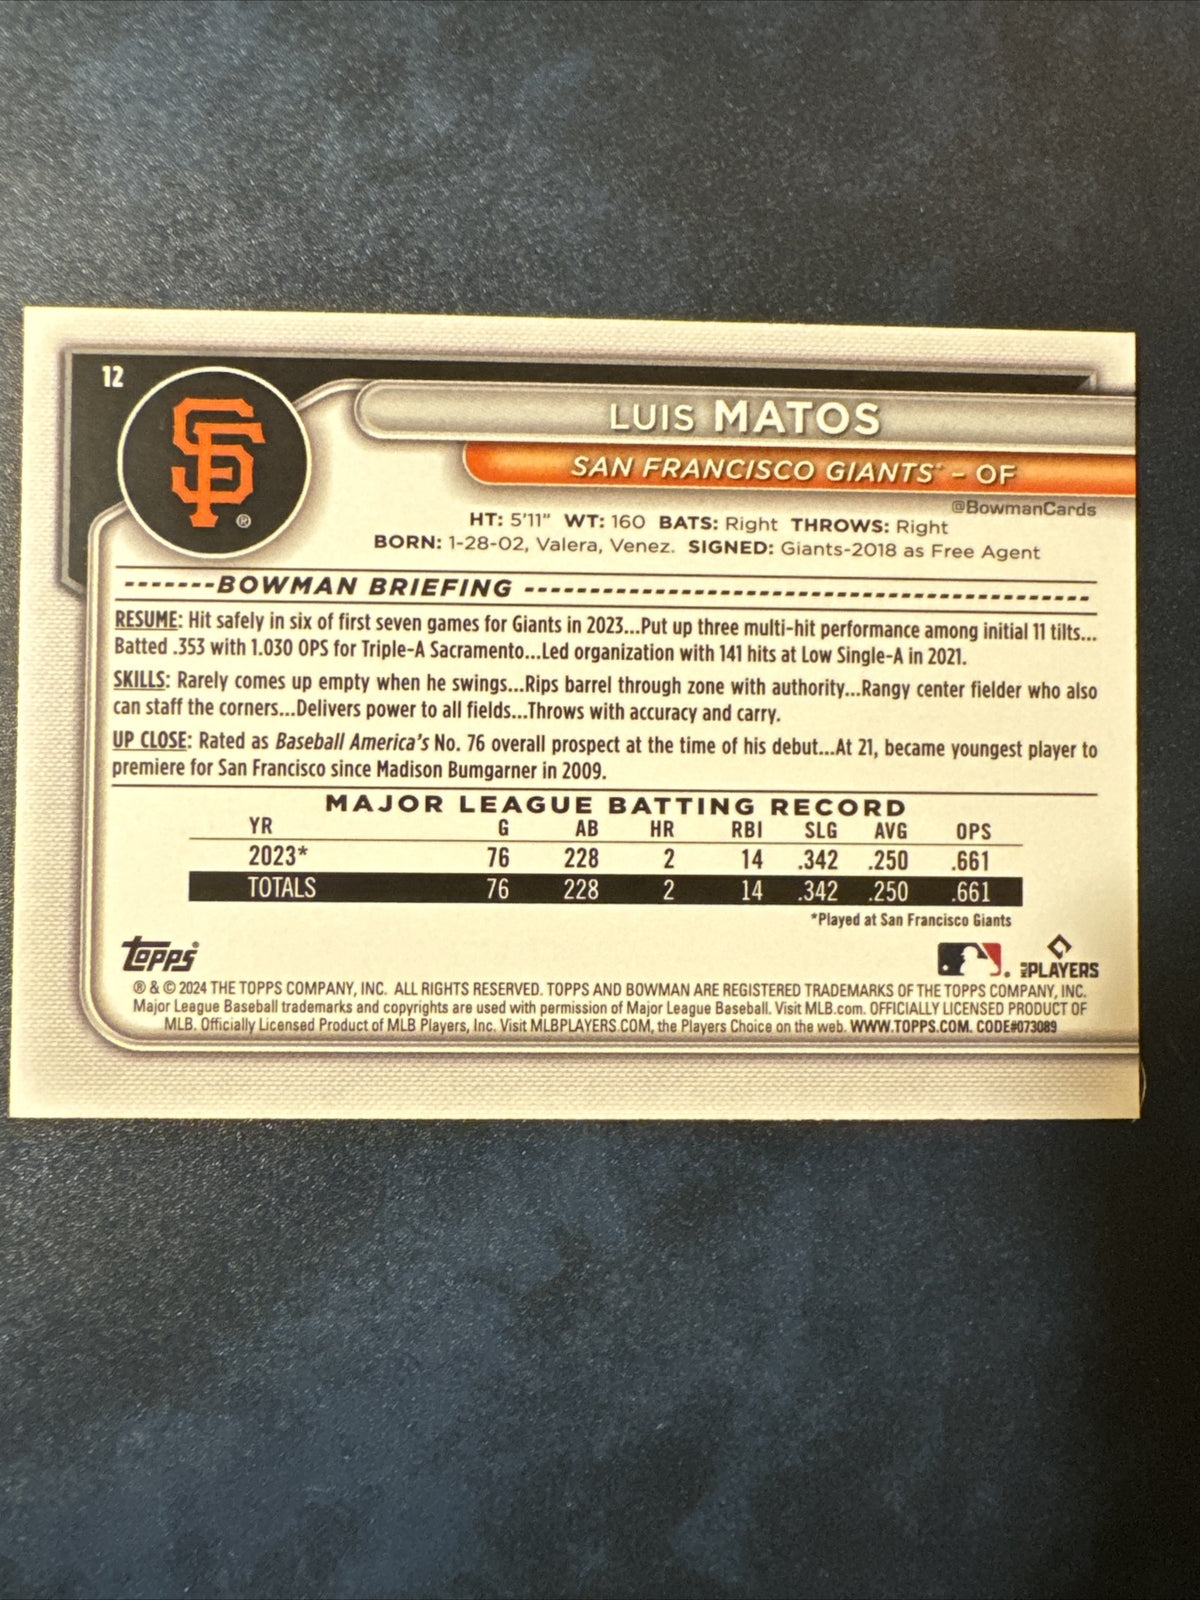 12
SF ®
LUIS MATOS
SAN FRANCISCO GIANTS™ – OF
@BowmanCards
HT: 5'11" WT: 160 BATS: Right THROWS: Right
BORN: 1-28-02, Valera, Venez. SIGNED: Giants-2018 as Free Agent
BOWMAN BRIEFING
RESUME: Hit safely in six of first seven games for Giants in 2023...Put up three multi-hit performance among initial 11 tilts...
Batted .353 with 1.030 OPS for Triple-A Sacramento...Led organization with 141 hits at Low Single-A in 2021.
SKILLS: Rarely comes up empty when he swings...Rips barrel through zone with authority...Rangy center fielder who also
can staff the corners...Delivers power to all fields...Throws with accuracy and carry.
UP CLOSE: Rated as Baseball America's No. 76 overall prospect at the time of his debut...At 21, became youngest player to
premiere for San Francisco since Madison Bumgarner in 2009.
MAJOR LEAGUE BATTING RECORD
YR G AB HR RBI SLG AVG OPS
2023* 76 228 2 14 .342 .250 .661
TOTALS 76 228 2 14 .342 .250 .661
*Played at San Francisco Giants
Topps®
MLB PLAYERS
® & © 2024 THE TOPPS COMPANY, INC. ALL RIGHTS RESERVED. TOPPS AND BOWMAN ARE REGISTERED TRADEMARKS OF THE TOPPS COMPANY, INC.
Major League Baseball trademarks and copyrights are used with permission of Major League Baseball. Visit MLB.com. OFFICIALLY LICENSED PRODUCT OF
MLB. Officially Licensed Product of MLB Players, Inc. Visit MLBPLAYERS.COM, the Players Choice on the web. WWW.TOPPS.COM. CODE#073089